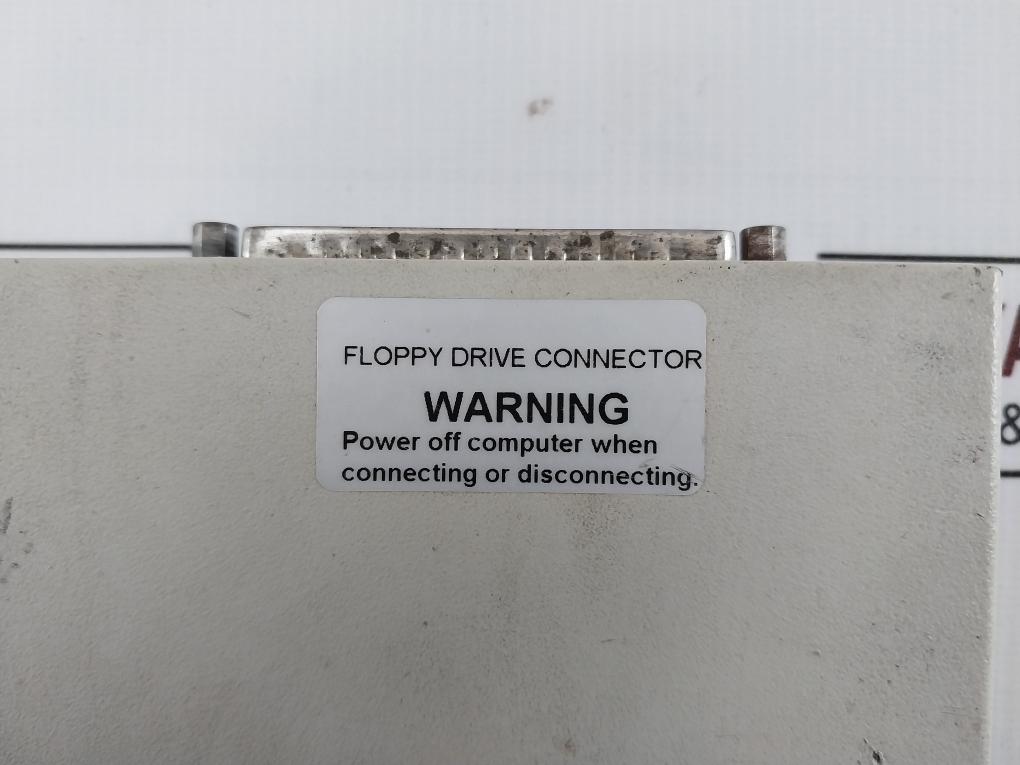 FLOPPY DRIVE CONNECTOR
WARNING
Power off computer when
connecting or disconnecting.
&